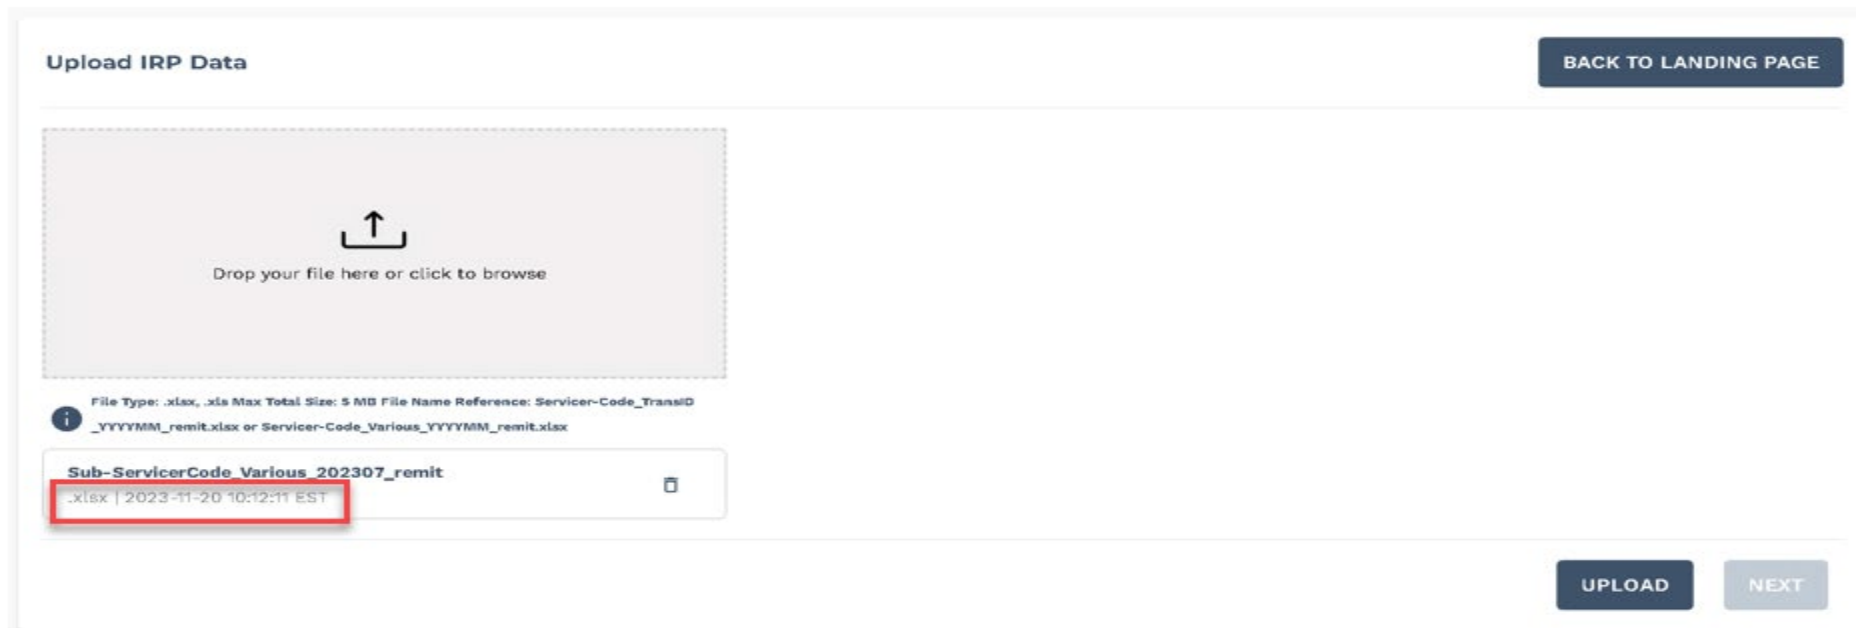 Upload IRP Data
BACK TO LANDING PAGE
Drop your file here or click to browse
File Type: .xlsx, .xls Max Total Size: 5 MB File Name Reference: Servicer-Code_TransID
_YYYYMM_remit.xlsx or Servicer-Code_Various_YYYYMM_remit.xlsx
Sub-ServicerCode_Various_202307_remit
.xlsx | 2023-11-20 10:12:11 EST
UPLOAD
NEXT